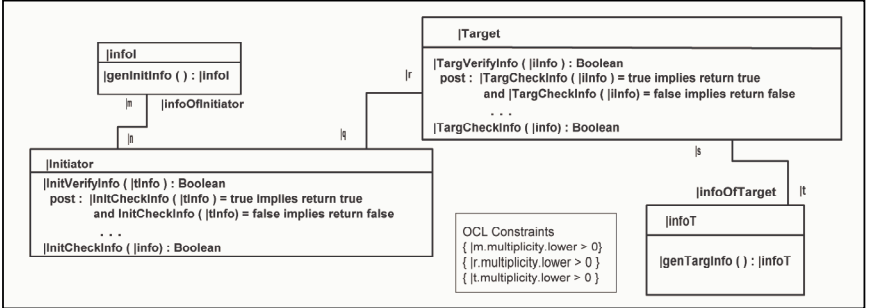 |infoI
|genInitInfo ( ) : |infoI
|m
|infoOfInitiator
|n
|q
|r
|Target
|TargVerifyInfo ( |iInfo ) : Boolean
post : |TargCheckInfo ( |iInfo ) = true implies return true
and |TargCheckInfo ( |iInfo) = false implies return false
. . .
|TargCheckInfo ( |info) : Boolean
|Initiator
|InitVerifyInfo ( |tInfo ) : Boolean
post : |InitCheckInfo ( |tInfo ) = true implies return true
and InitCheckInfo ( |tInfo) = false implies return false
. . .
|InitCheckInfo ( |info) : Boolean
OCL Constraints
{ |m.multiplicity.lower > 0}
{ |r.multiplicity.lower > 0 }
{ |t.multiplicity.lower > 0 }
|s
|infoOfTarget
|t
|infoT
|genTargInfo ( ) : |infoT